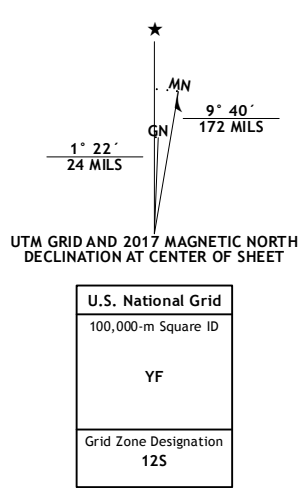 MN
9° 40´
172 MILS
GN
1° 22´
24 MILS
UTM GRID AND 2017 MAGNETIC NORTH
DECLINATION AT CENTER OF SHEET
U.S. National Grid
100,000-m Square ID
YF
Grid Zone Designation
12S